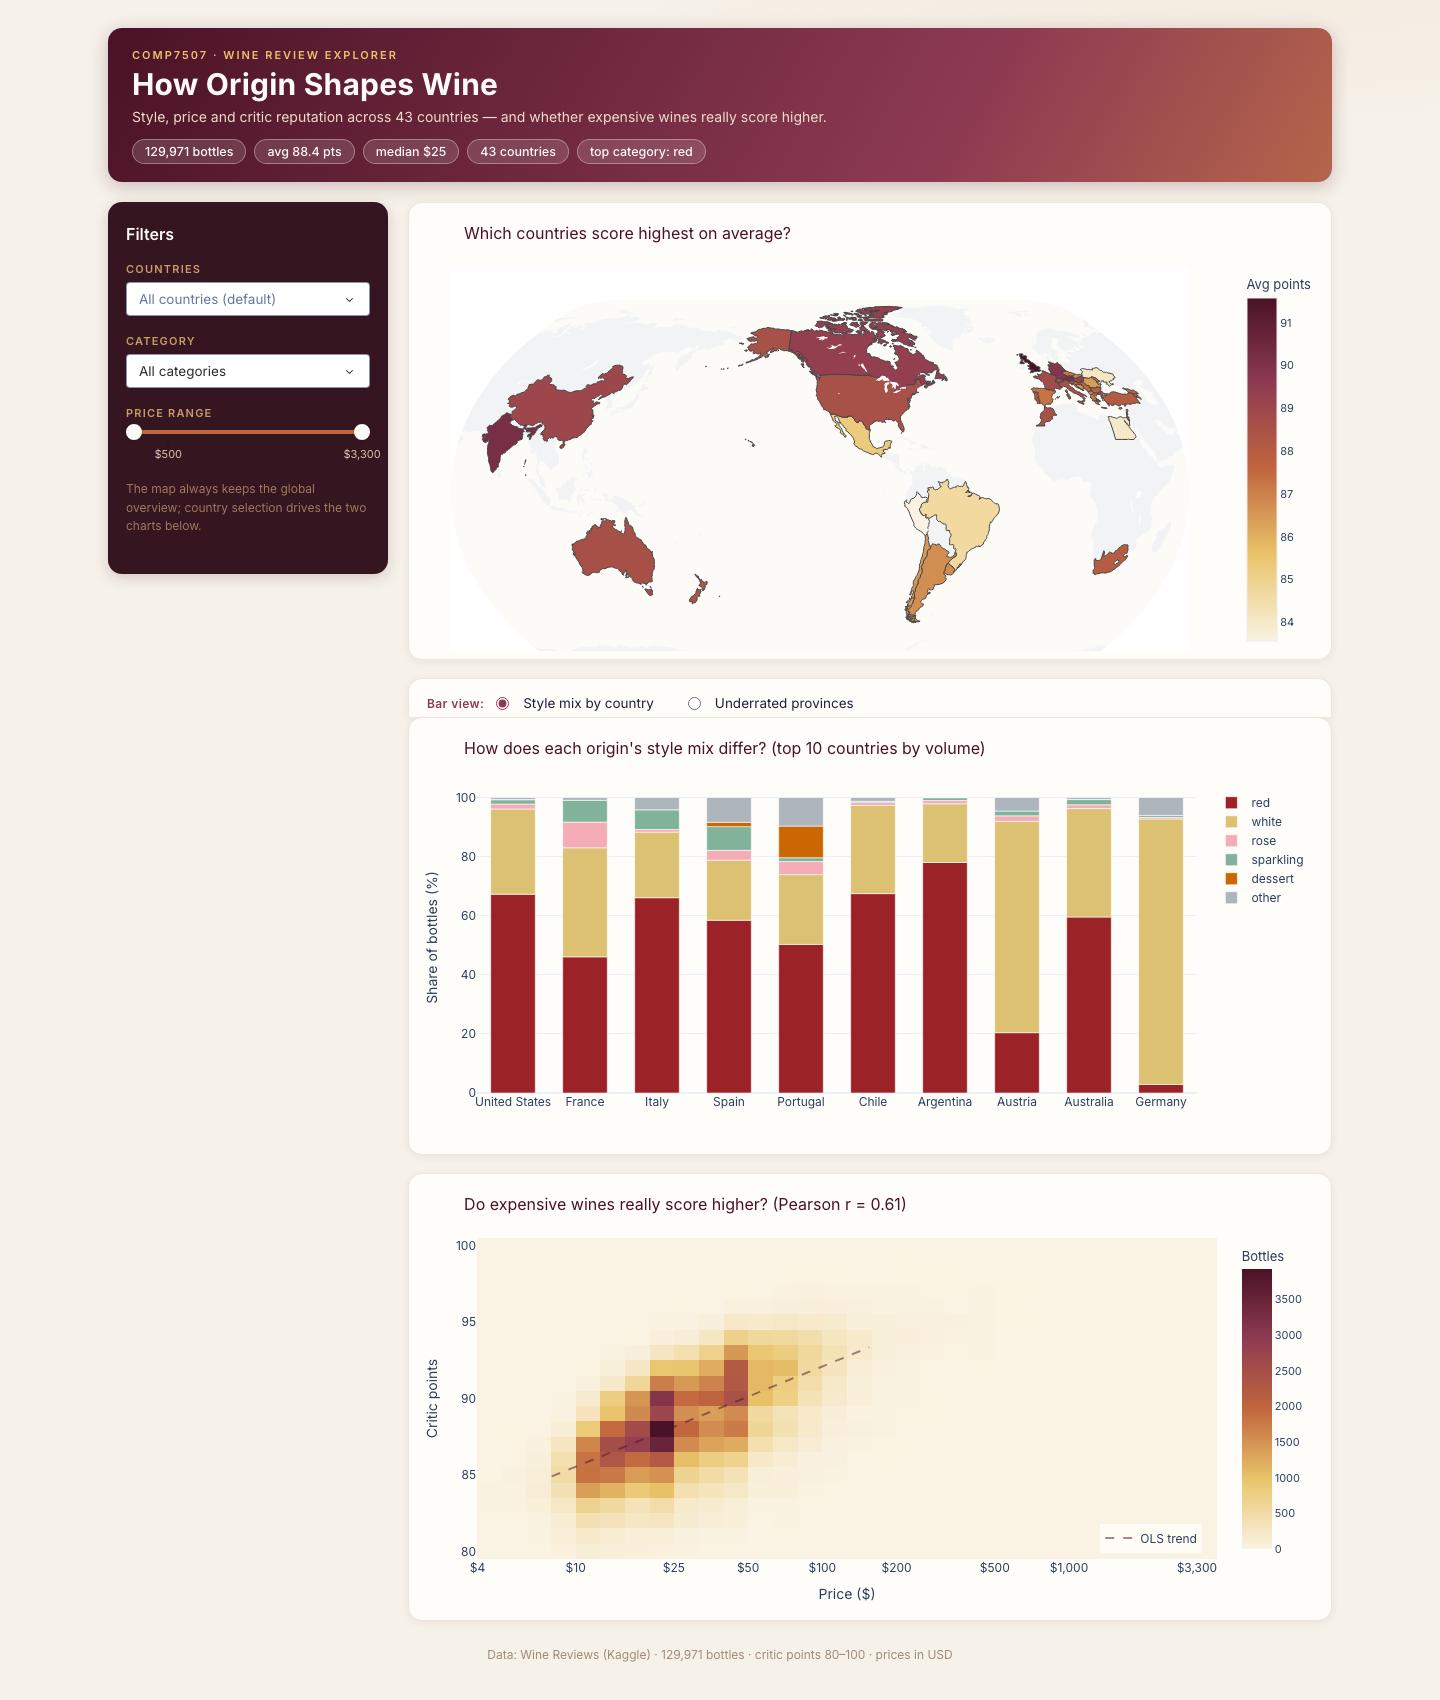 COMP7507 · WINE REVIEW EXPLORER
How Origin Shapes Wine
Style, price and critic reputation across 43 countries — and whether expensive wines really score higher.
129,971 bottles
avg 88.4 pts
median $25
43 countries
top category: red
Filters
COUNTRIES
All countries (default)
CATEGORY
All categories
PRICE RANGE
$500
$3,300
The map always keeps the global
overview; country selection drives the two
charts below.
Which countries score highest on average?
Avg points
91
90
89
88
87
86
85
84
Bar view:
Style mix by country
Underrated provinces
How does each origin's style mix differ? (top 10 countries by volume)
Share of bottles (%)
100
80
60
40
20
0
United States
France
Italy
Spain
Portugal
Chile
Argentina
Austria
Australia
Germany
red
white
rose
sparkling
dessert
other
Do expensive wines really score higher? (Pearson r = 0.61)
Critic points
100
95
90
85
80
$4
$10
$25
$50
$100
$200
$500
$1,000
$3,300
Price ($)
OLS trend
Bottles
3500
3000
2500
2000
1500
1000
500
0
Data: Wine Reviews (Kaggle) · 129,971 bottles · critic points 80–100 · prices in USD